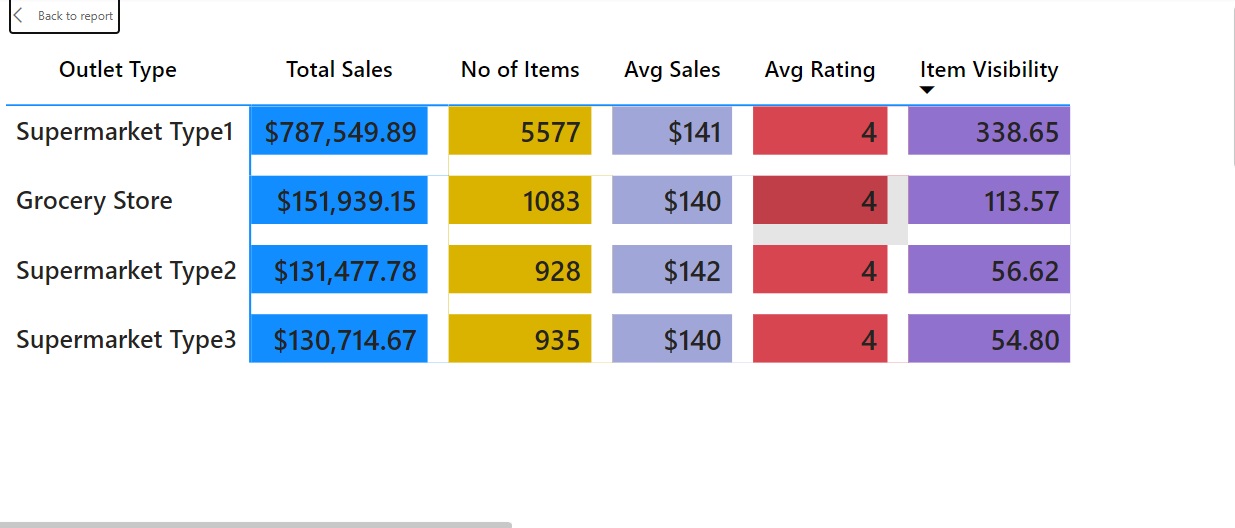 Back to report
Outlet Type Total Sales No of Items Avg Sales Avg Rating Item Visibility
Supermarket Type1 $787,549.89 5577 $141 4 338.65
Grocery Store $151,939.15 1083 $140 4 113.57
Supermarket Type2 $131,477.78 928 $142 4 56.62
Supermarket Type3 $130,714.67 935 $140 4 54.80